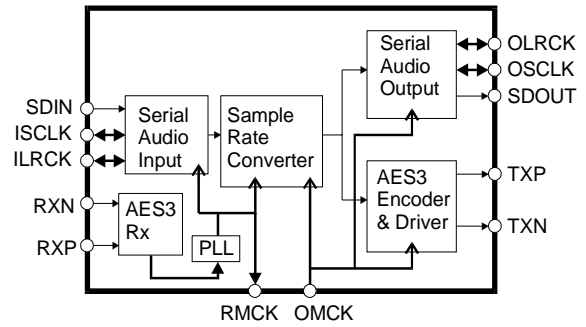 SDIN
ISCLK
ILRCK
RXN
RXP
Serial
Audio
Input
AES3
Rx
PLL
Sample
Rate
Converter
Serial
Audio
Output
AES3
Encoder
& Driver
OLRCK
OSCLK
SDOUT
TXP
TXN
RMCK
OMCK